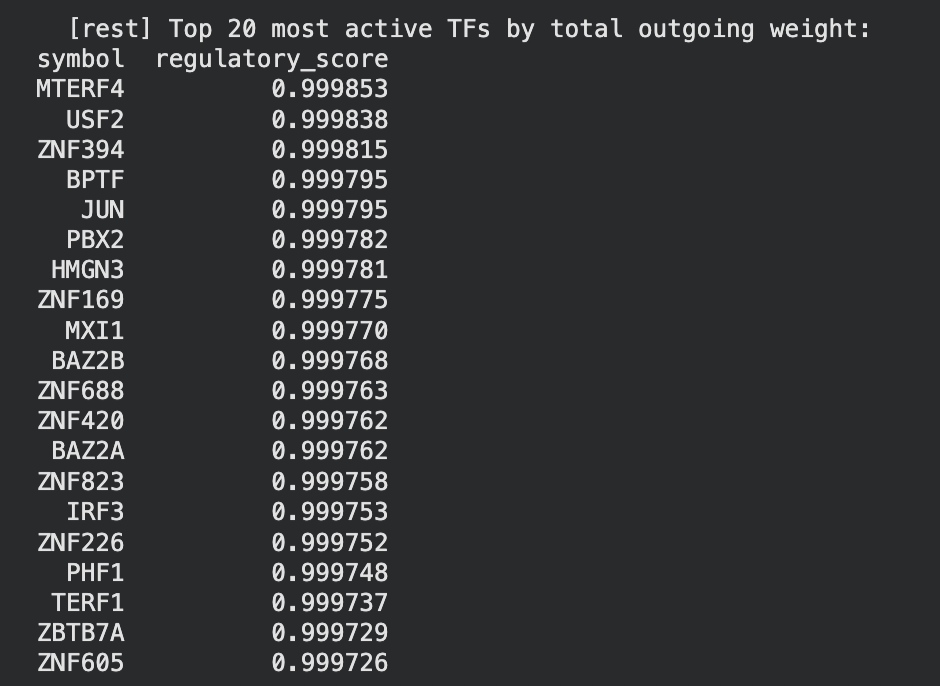 [rest] Top 20 most active TFs by total outgoing weight:
symbol regulatory_score
MTERF4 0.999853
USF2 0.999838
ZNF394 0.999815
BPTF 0.999795
JUN 0.999795
PBX2 0.999782
HMGN3 0.999781
ZNF169 0.999775
MXI1 0.999770
BAZ2B 0.999768
ZNF688 0.999763
ZNF420 0.999762
BAZ2A 0.999762
ZNF823 0.999758
IRF3 0.999753
ZNF226 0.999752
PHF1 0.999748
TERF1 0.999737
ZBTB7A 0.999729
ZNF605 0.999726